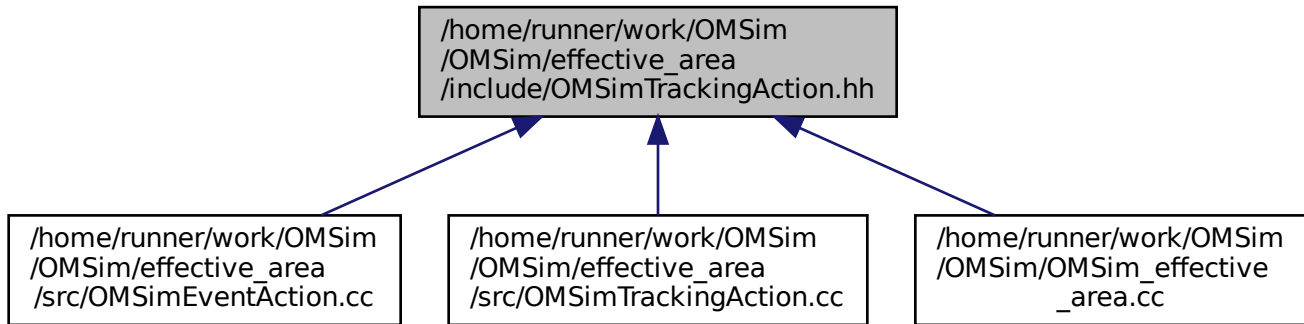 /home/runner/work/OMSim
/OMSim/effective_area
/include/OMSimTrackingAction.hh
/home/runner/work/OMSim
/OMSim/effective_area
/src/OMSimEventAction.cc
/home/runner/work/OMSim
/OMSim/effective_area
/src/OMSimTrackingAction.cc
/home/runner/work/OMSim
/OMSim/OMSim_effective
_area.cc